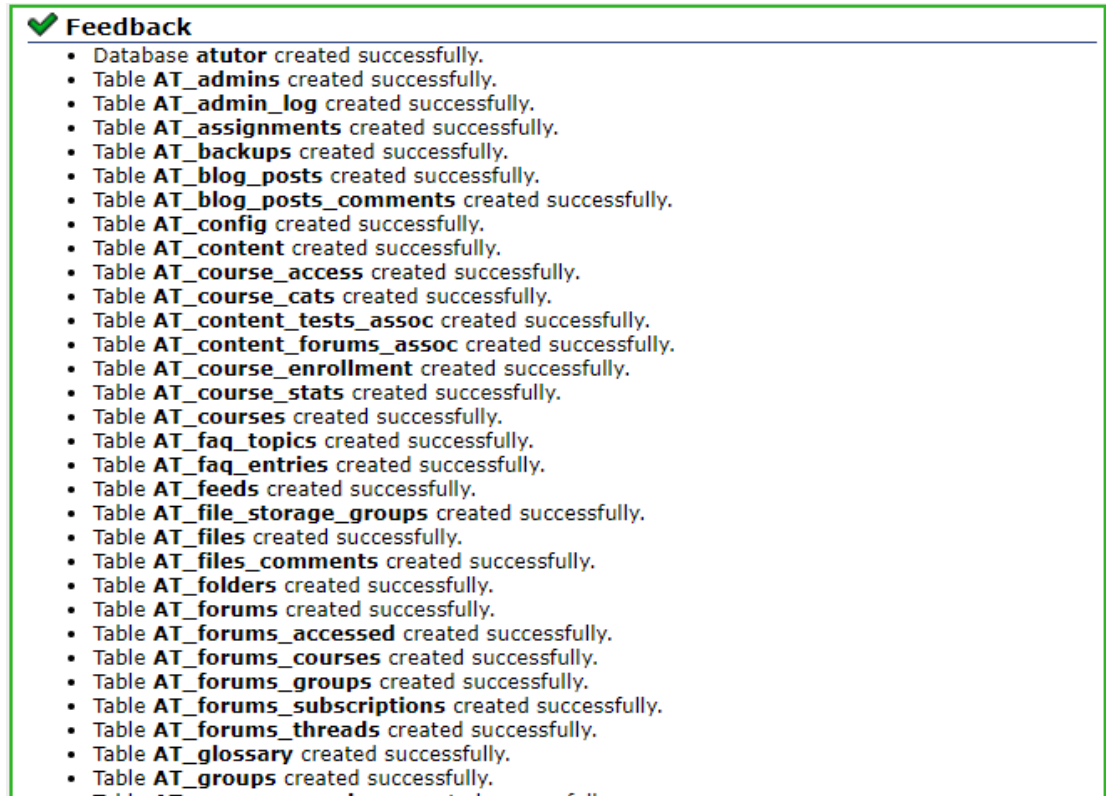 Feedback
• Database atutor created successfully.
• Table AT_admins created successfully.
• Table AT_admin_log created successfully.
• Table AT_assignments created successfully.
• Table AT_backups created successfully.
• Table AT_blog_posts created successfully.
• Table AT_blog_posts_comments created successfully.
• Table AT_config created successfully.
• Table AT_content created successfully.
• Table AT_course_access created successfully.
• Table AT_course_cats created successfully.
• Table AT_content_tests_assoc created successfully.
• Table AT_content_forums_assoc created successfully.
• Table AT_course_enrollment created successfully.
• Table AT_course_stats created successfully.
• Table AT_courses created successfully.
• Table AT_faq_topics created successfully.
• Table AT_faq_entries created successfully.
• Table AT_feeds created successfully.
• Table AT_file_storage_groups created successfully.
• Table AT_files created successfully.
• Table AT_files_comments created successfully.
• Table AT_folders created successfully.
• Table AT_forums created successfully.
• Table AT_forums_accessed created successfully.
• Table AT_forums_courses created successfully.
• Table AT_forums_groups created successfully.
• Table AT_forums_subscriptions created successfully.
• Table AT_forums_threads created successfully.
• Table AT_glossary created successfully.
• Table AT_groups created successfully.